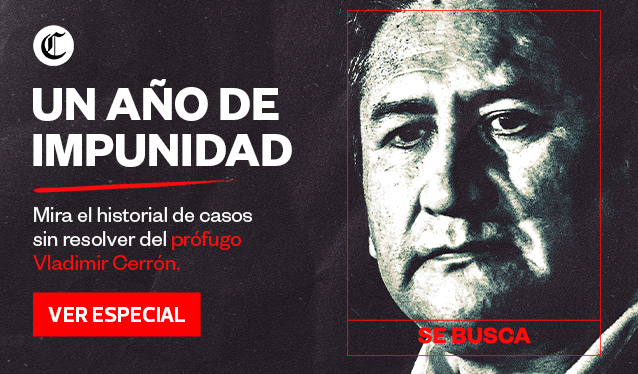 C
UN AÑO DE
IMPUNIDAD
Mira el historial de casos
sin resolver del prófugo
Vladimir Cerrón.
VER ESPECIAL
SE BUSCA